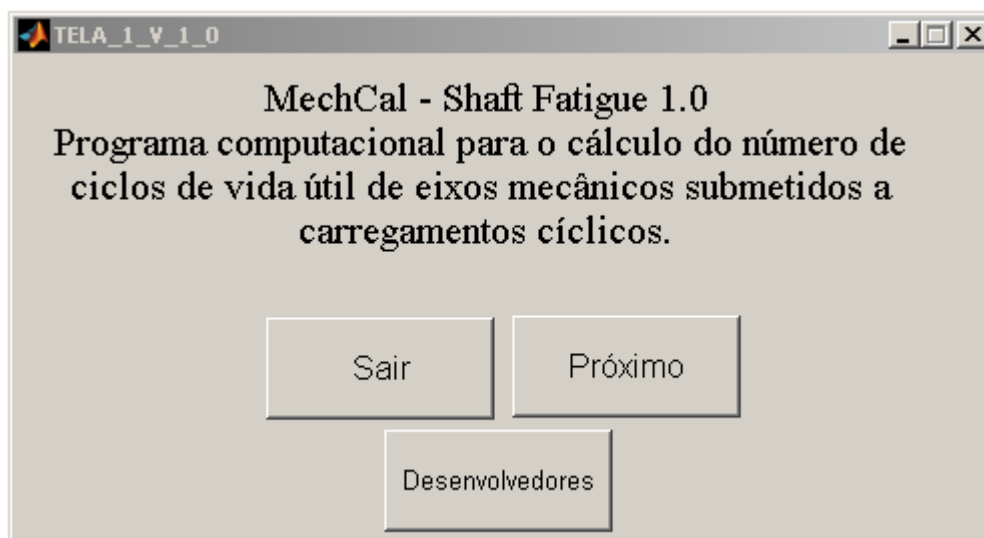 TELA_1_V_1_0
MechCal - Shaft Fatigue 1.0
Programa computacional para o cálculo do número de
ciclos de vida útil de eixos mecânicos submetidos a
carregamentos cíclicos.
Sair
Próximo
Desenvolvedores